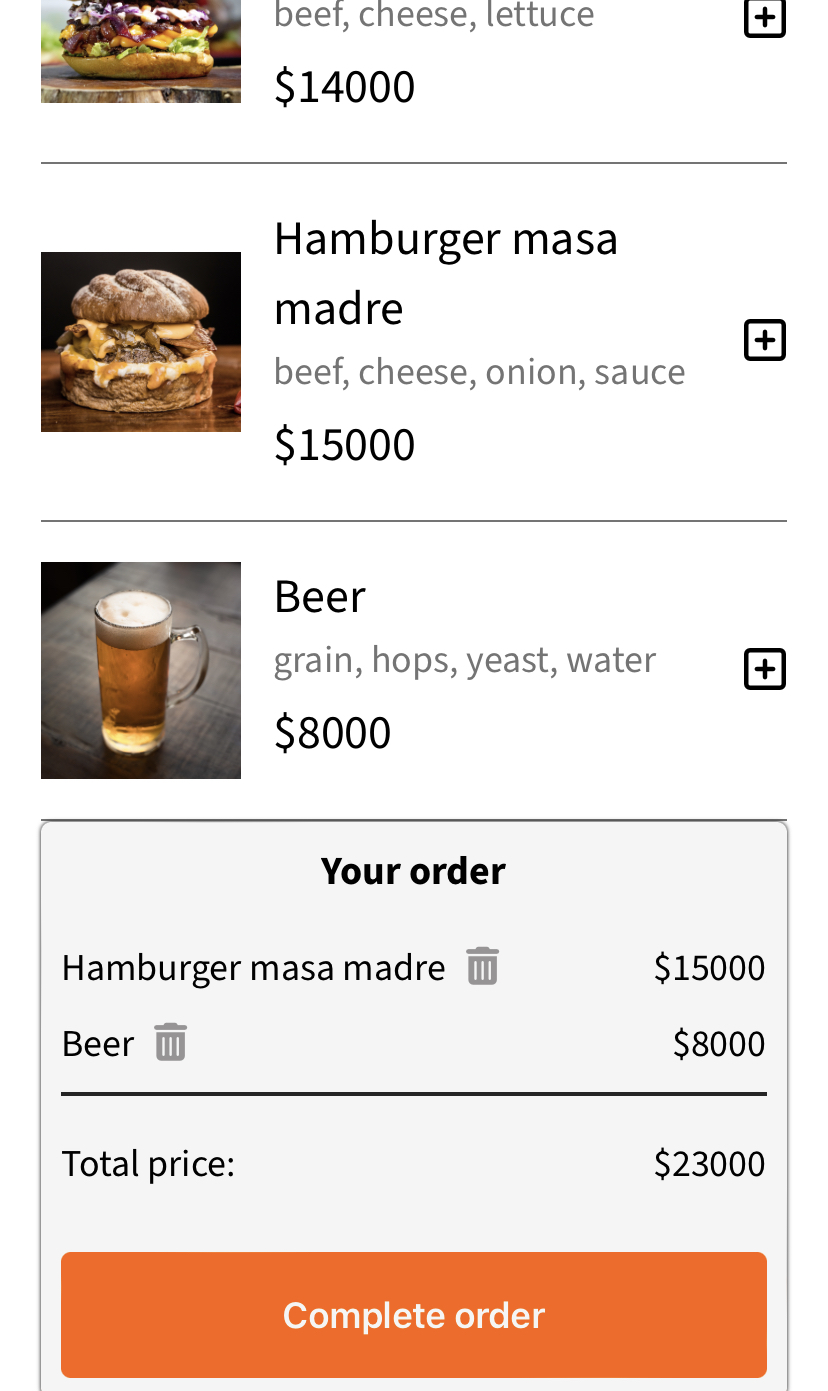 beef, cheese, lettuce
$14000
Hamburger masa
madre
beef, cheese, onion, sauce
$15000
Beer
grain, hops, yeast, water
$8000
Your order
Hamburger masa madre $15000
Beer $8000
Total price: $23000
Complete order